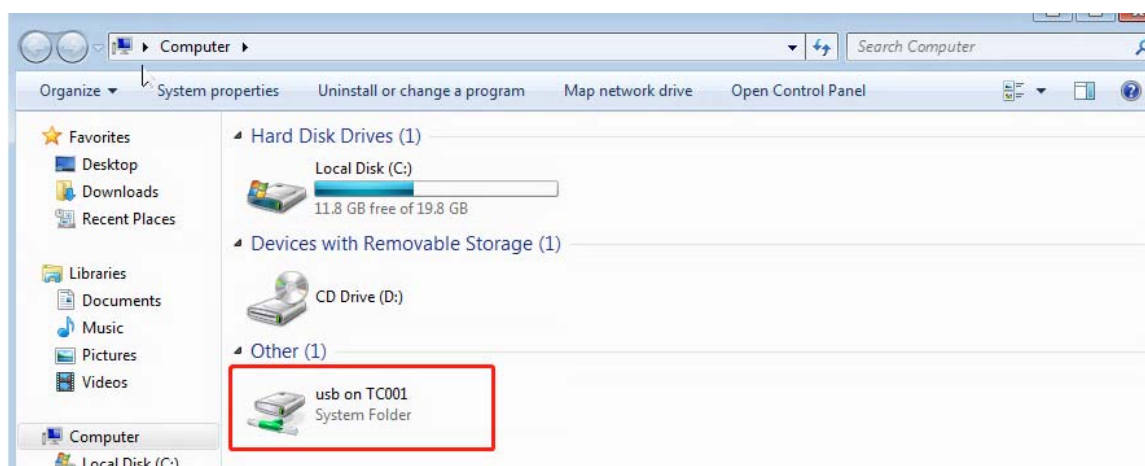 Computer
Search Computer
Organize System properties Uninstall or change a program Map network drive Open Control Panel
Favorites
Desktop
Downloads
Recent Places
Libraries
Documents
Music
Pictures
Videos
Computer
Local Disk (C:)
Hard Disk Drives (1)
Local Disk (C:)
11.8 GB free of 19.8 GB
Devices with Removable Storage (1)
CD Drive (D:)
Other (1)
usb on TC001
System Folder